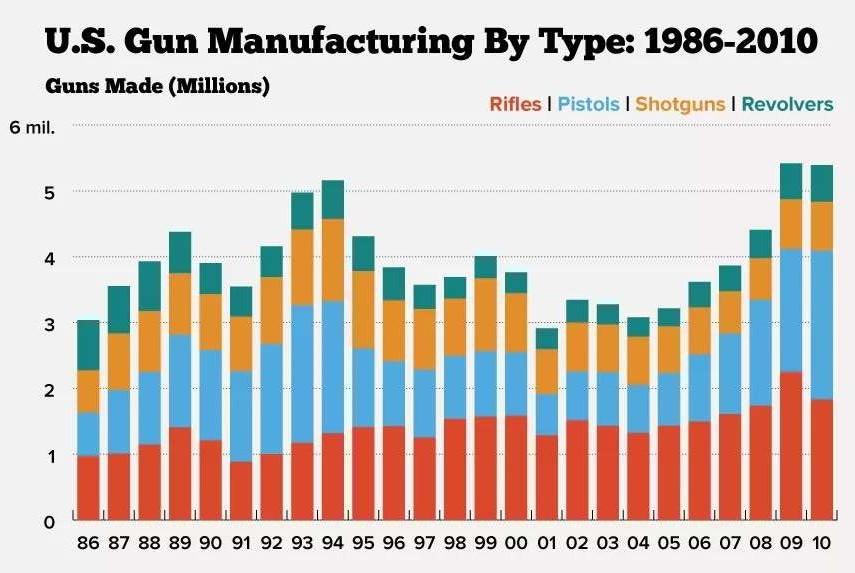 U.S. Gun Manufacturing By Type: 1986-2010
Guns Made (Millions)
Rifles | Pistols | Shotguns | Revolvers
6 mil.
5
4
3
2
1
0
86 87 88 89 90 91 92 93 94 95 96 97 98 99 00 01 02 03 04 05 06 07 08 09 10